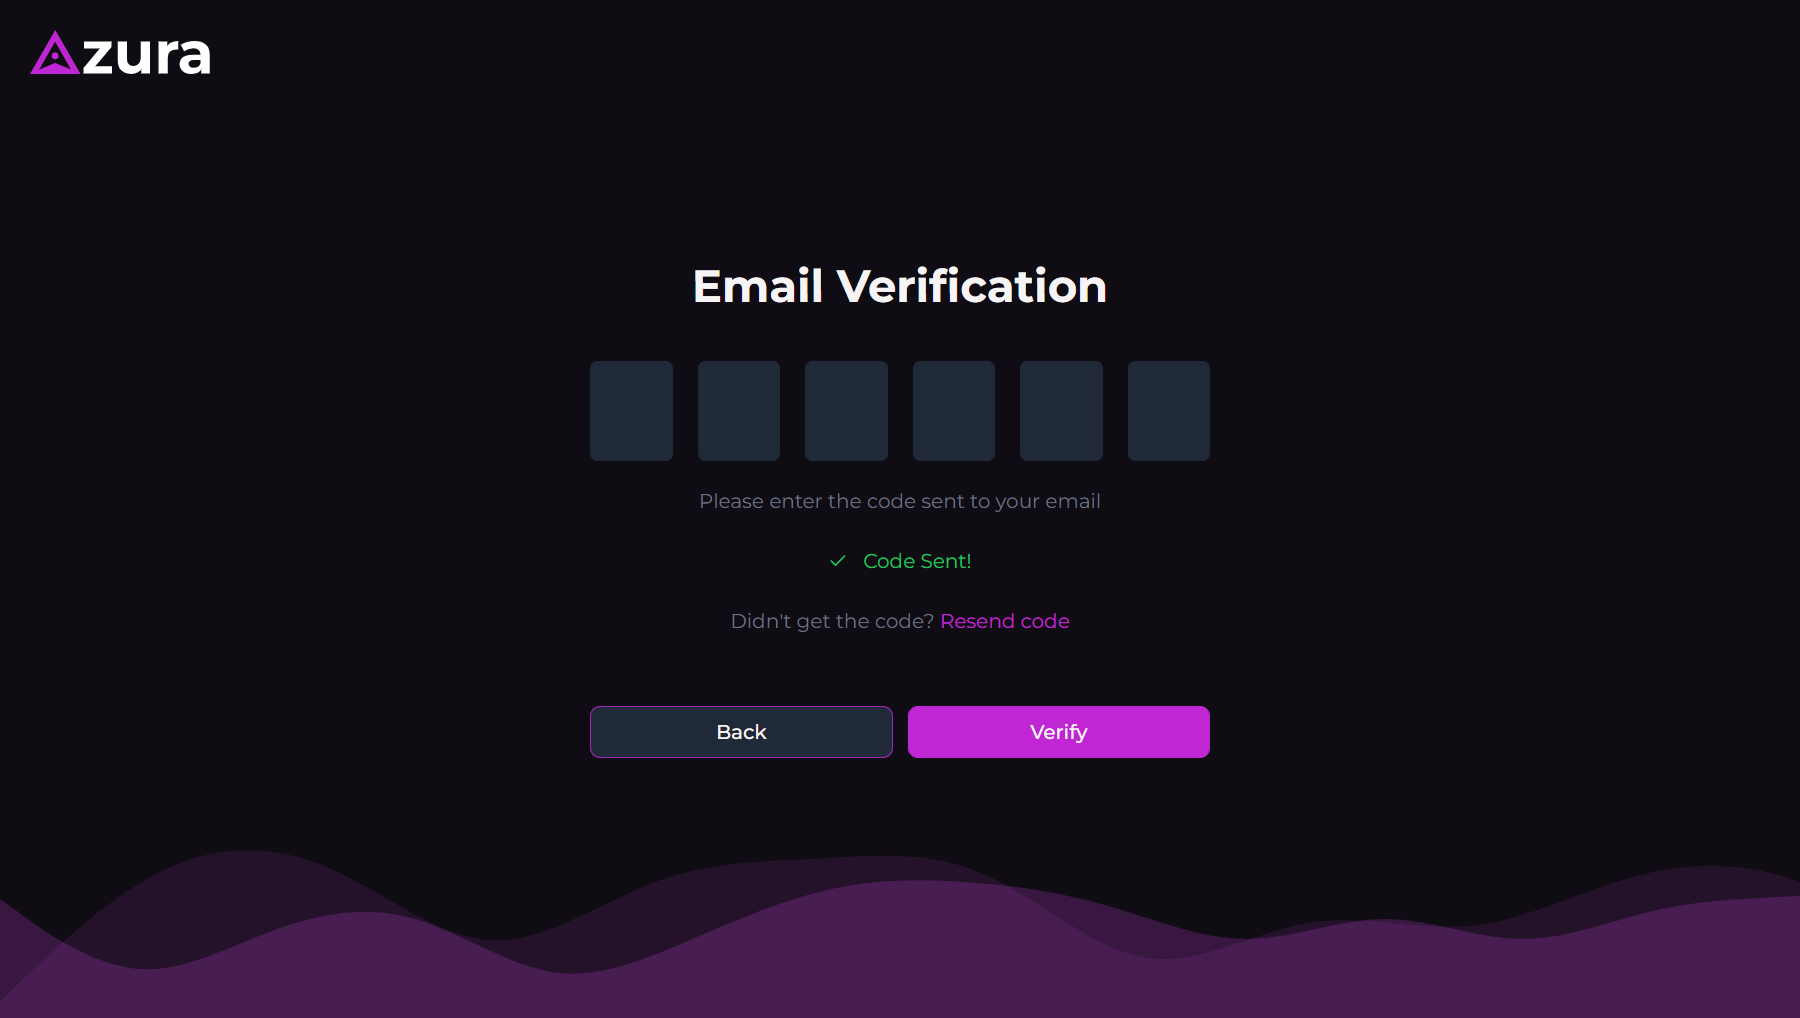 Azura
Email Verification
Please enter the code sent to your email
Code Sent!
Didn't get the code? Resend code
Back
Verify